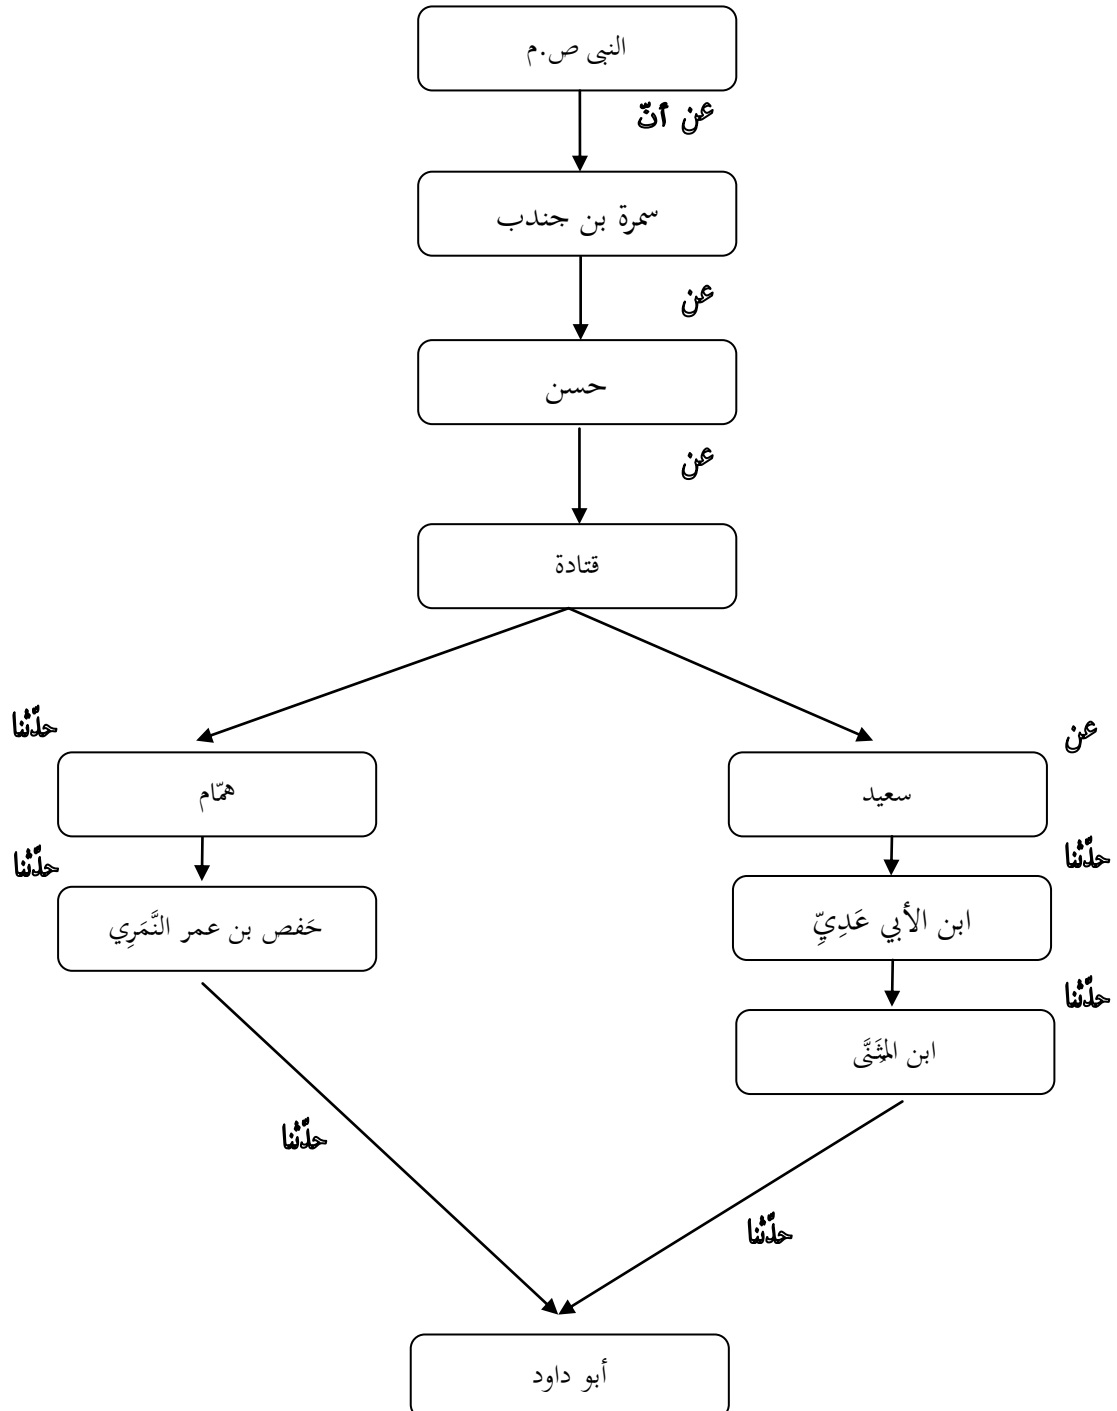 النبى ص.م
عن أنّ
سمرة بن جندب
عن
حسن
عن
قتادة
حدّثنا
عن
همّام
سعيد
حدّثنا
حدّثنا
حَفص بن عمر النَّمَرِي
ابن الأبي عَدِيِّ
حدّثنا
ابن المثَنَّى
حدّثنا
حدّثنا
أبو داود